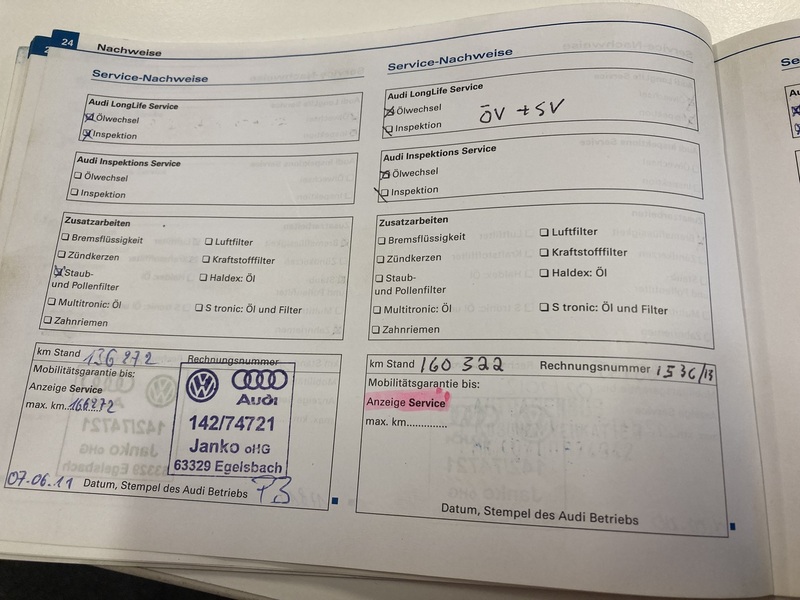 24
Nachweise
Service-Nachweise
Audi LongLife Service
Ölwechsel
Inspektion
Audi Inspektions Service
Ölwechsel
Inspektion
Zusatzarbeiten
Bremsflüssigkeit
Luftfilter
Zündkerzen
Kraftstofffilter
Staub-
und Pollenfilter
Haldex: Öl
Multitronic: Öl
S tronic: Öl und Filter
Zahnriemen
km Stand 136 272
Rechnungsnummer
Mobilitätsgarantie bis:
Anzeige Service
max. km..166272
Audi
142/74721
Janko oHG
63329 Egelsbach
07.06.11
Datum, Stempel des Audi Betriebs
Service-Nachweise
Audi LongLife Service
Ölwechsel
Inspektion
ÖV + SV
Audi Inspektions Service
Ölwechsel
Inspektion
Zusatzarbeiten
Bremsflüssigkeit
Luftfilter
Zündkerzen
Kraftstofffilter
Staub-
und Pollenfilter
Haldex: Öl
Multitronic: Öl
S tronic: Öl und Filter
Zahnriemen
km Stand 160 322
Rechnungsnummer 1536/13
Mobilitätsgarantie bis:
Anzeige Service
max. km.............
Datum, Stempel des Audi Betriebs